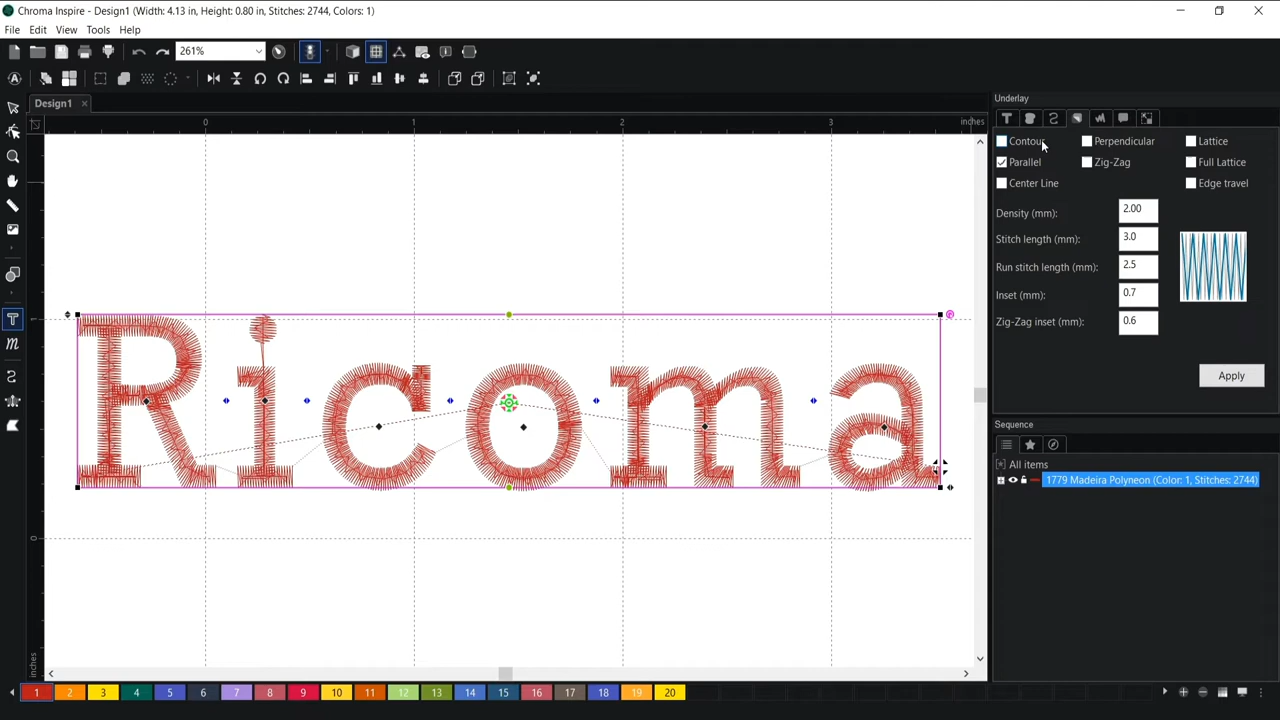 Chroma Inspire - Design1 (Width: 4.13 in, Height: 0.80 in, Stitches: 2744, Colors: 1)
File Edit View Tools Help
261%
Design1 ×
0 1 2 3 inches
1
0
inches
Ricoma
Underlay
Contour Perpendicular Lattice
Parallel Zig-Zag Full Lattice
Center Line Edge travel
Density (mm): 2.00
Stitch length (mm): 3.0
Run stitch length (mm): 2.5
Inset (mm): 0.7
Zig-Zag inset (mm): 0.6
Apply
Sequence
All items
1779 Madeira Polyneon (Color: 1, Stitches: 2744)
1 2 3 4 5 6 7 8 9 10 11 12 13 14 15 16 17 18 19 20